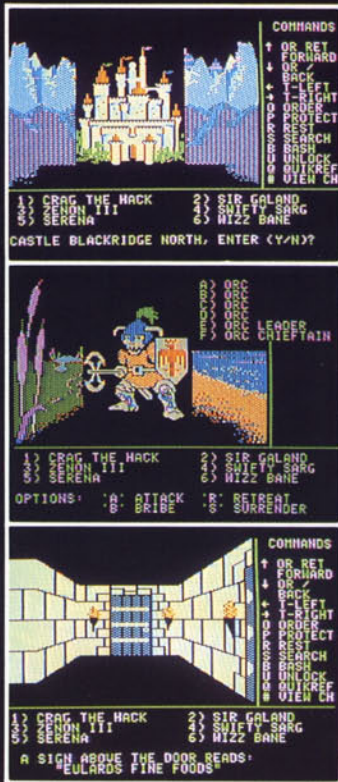 COMMANDS
↑ OR RET
FORWARD
↓ OR /
BACK
← T-LEFT
→ T-RIGHT
O ORDER
P PROTECT
R REST
S SEARCH
B BASH
U UNLOCK
Q QUIKREF
# VIEW CH
1) CRAG THE HACK 2) SIR GALAND
3) ZENON III 4) SWIFTY SARG
5) SERENA 6) WIZZ BANE
CASTLE BLACKRIDGE NORTH, ENTER (Y/N)?
A) ORC
B) ORC
C) ORC
D) ORC
E) ORC LEADER
F) ORC CHIEFTAIN
1) CRAG THE HACK 2) SIR GALAND
3) ZENON III 4) SWIFTY SARG
5) SERENA 6) WIZZ BANE
OPTIONS: 'A' ATTACK 'R' RETREAT
'B' BRIBE 'S' SURRENDER
COMMANDS
↑ OR RET
FORWARD
↓ OR /
BACK
← T-LEFT
→ T-RIGHT
O ORDER
P PROTECT
R REST
S SEARCH
B BASH
U UNLOCK
Q QUIKREF
# VIEW CH
1) CRAG THE HACK 2) SIR GALAND
3) ZENON III 4) SWIFTY SARG
5) SERENA 6) WIZZ BANE
A SIGN ABOVE THE DOOR READS:
"EULARDS FINE FOODS"